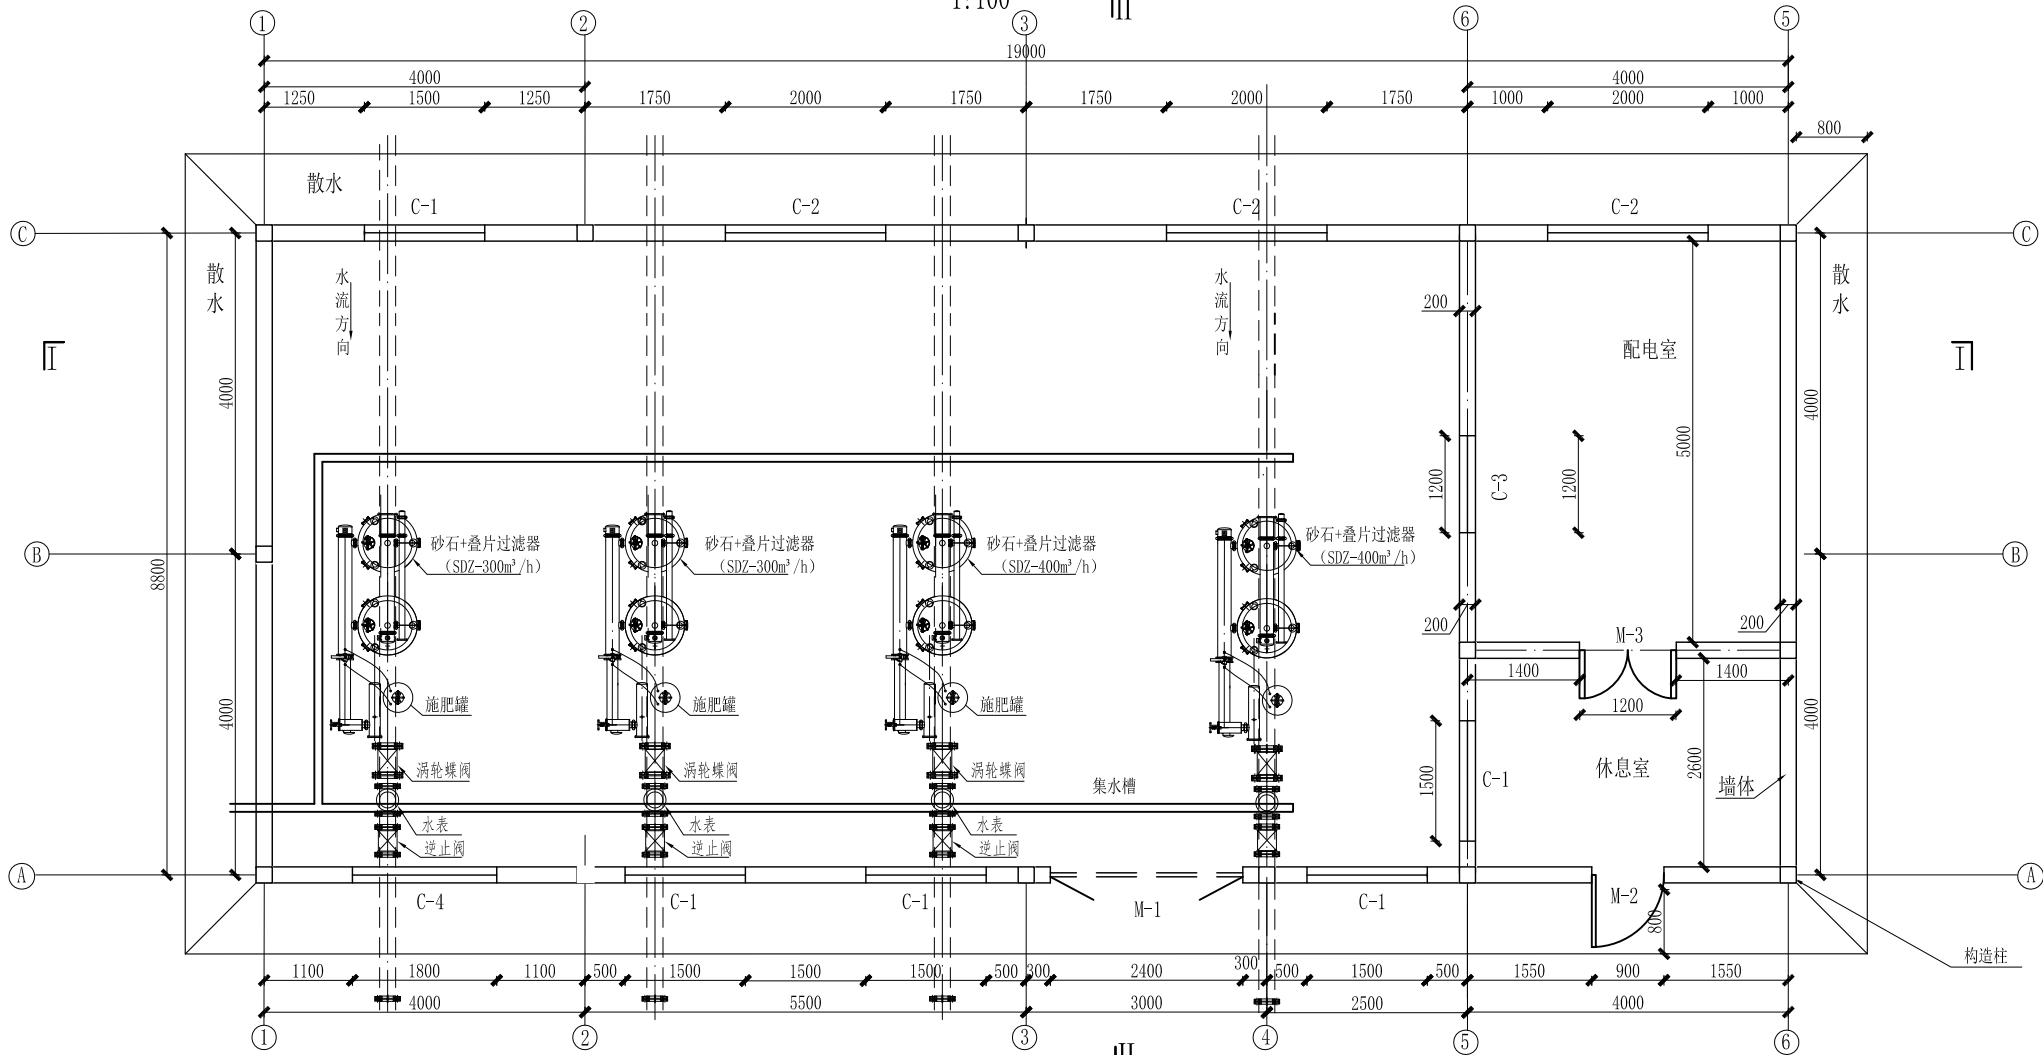 1:100
1
2
3
6
5
19000
4000
4000
1250
1500
1250
1750
2000
1750
1750
2000
1750
1000
2000
1000
800
散水
C-1
C-2
C-2
C-2
C
C
散
水
水
流
方
向
水
流
方
向
散
水
200
I
I
配电室
4000
4000
5000
1200
C-3
1200
砂石+叠片过滤器
(SDZ-300m³/h)
砂石+叠片过滤器
(SDZ-300m³/h)
砂石+叠片过滤器
(SDZ-400m³/h)
砂石+叠片过滤器
(SDZ-400m³/h)
B
B
8800
200
200
M-3
1400
1400
1200
施肥罐
施肥罐
施肥罐
4000
4000
2600
休息室
涡轮蝶阀
涡轮蝶阀
涡轮蝶阀
集水槽
1500
C-1
墙体
水表
水表
水表
逆止阀
逆止阀
逆止阀
A
A
C-4
C-1
C-1
M-1
C-1
M-2
800
构造柱
1100
1800
1100
500
1500
1500
1500
500
300
2400
300
500
1500
500
1550
900
1550
4000
5500
3000
2500
4000
1
2
3
4
5
6